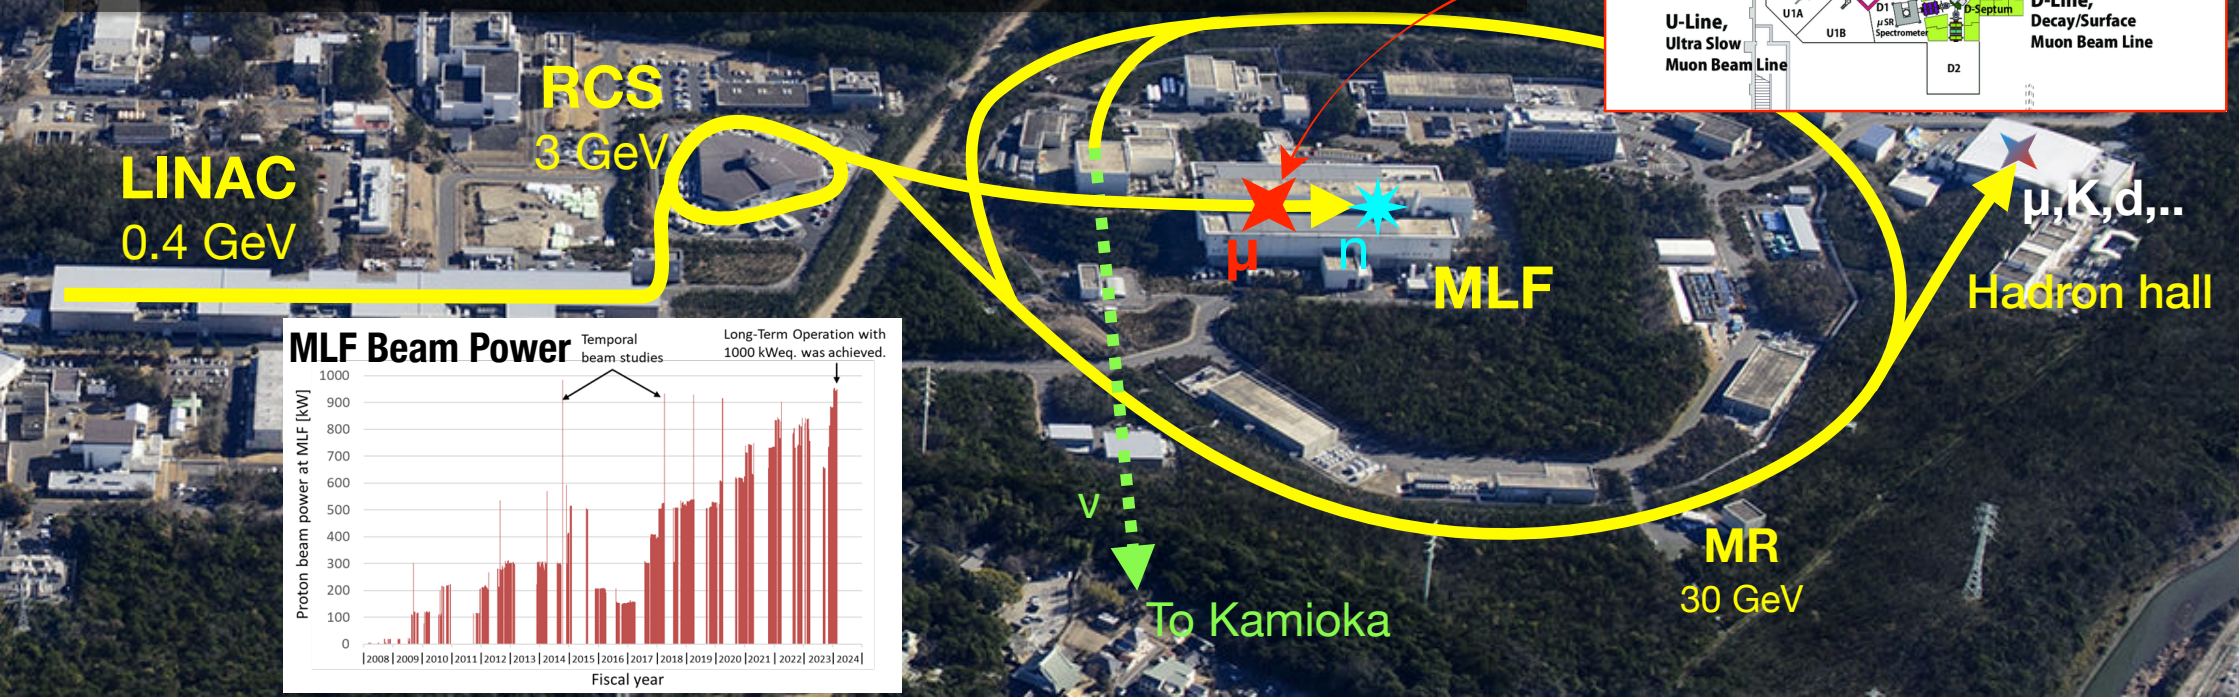 U1A
U1B
D1
μSR
Spectrometer
D-Septum
D2
U-Line,
Ultra Slow
Muon Beam Line
D-Line,
Decay/Surface
Muon Beam Line
RCS
3 GeV
LINAC
0.4 GeV
μ
n
MLF
μ,K,d,..
Hadron hall
MLF Beam Power
Temporal
beam studies
Long-Term Operation with
1000 kWeq. was achieved.
Proton beam power at MLF [kW]
1000
900
800
700
600
500
400
300
200
100
0
2008 2009 2010 2011 2012 2013 2014 2015 2016 2017 2018 2019 2020 2021 2022 2023 2024
Fiscal year
ν
To Kamioka
MR
30 GeV